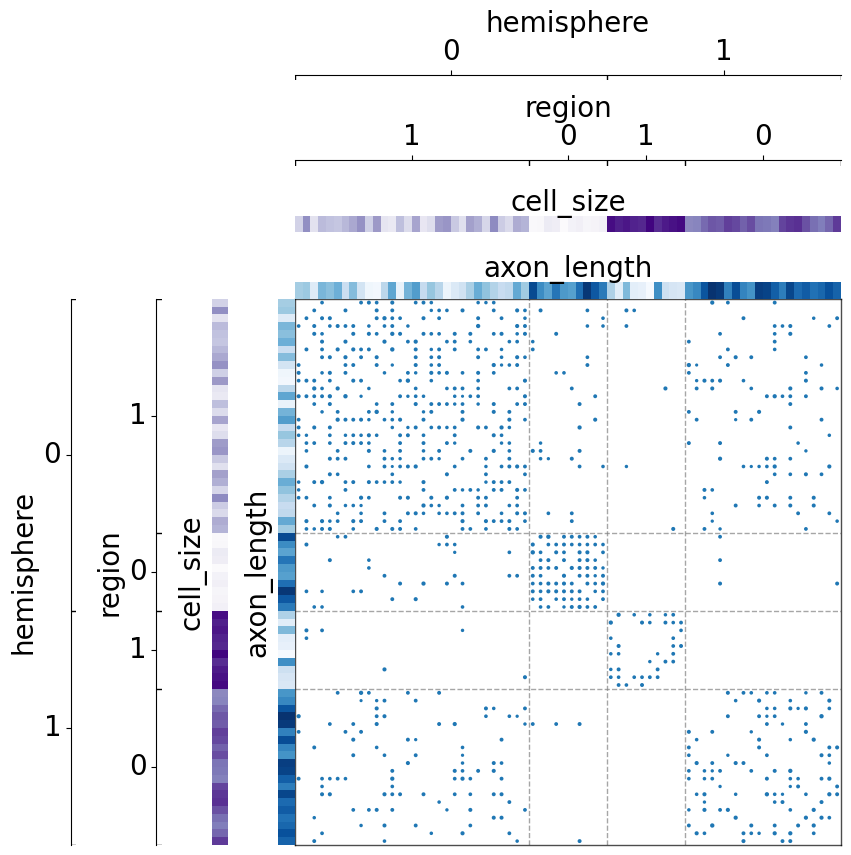 hemisphere
0 1
region
1 0 1 0
cell_size
axon_length
hemisphere
0
1
region
1
0
1
0
cell_size
axon_length